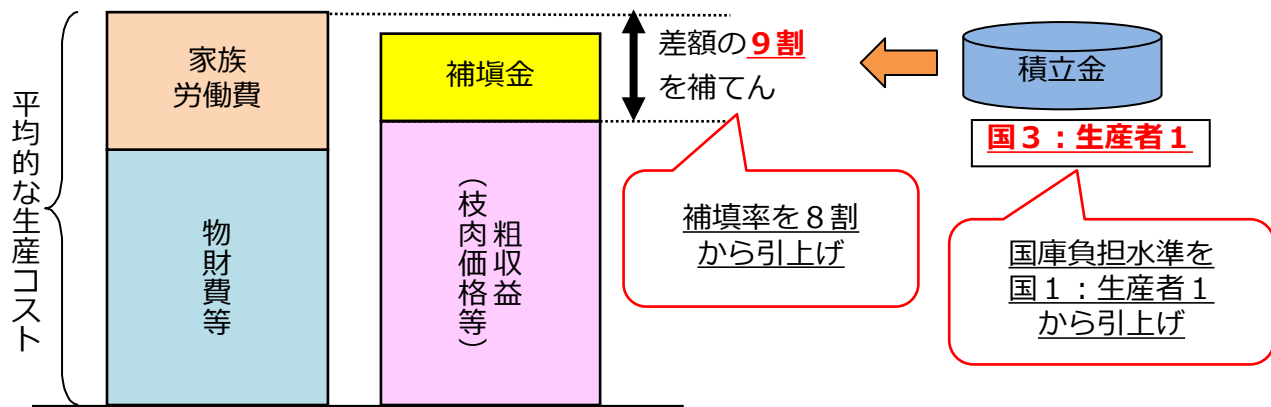 平均的な生産コスト
家族
労働費
物財費等
補塡金
粗収益
（枝肉価格等）
差額の９割
を補てん
積立金
国３：生産者１
補填率を８割
から引上げ
国庫負担水準を
国１：生産者１
から引上げ